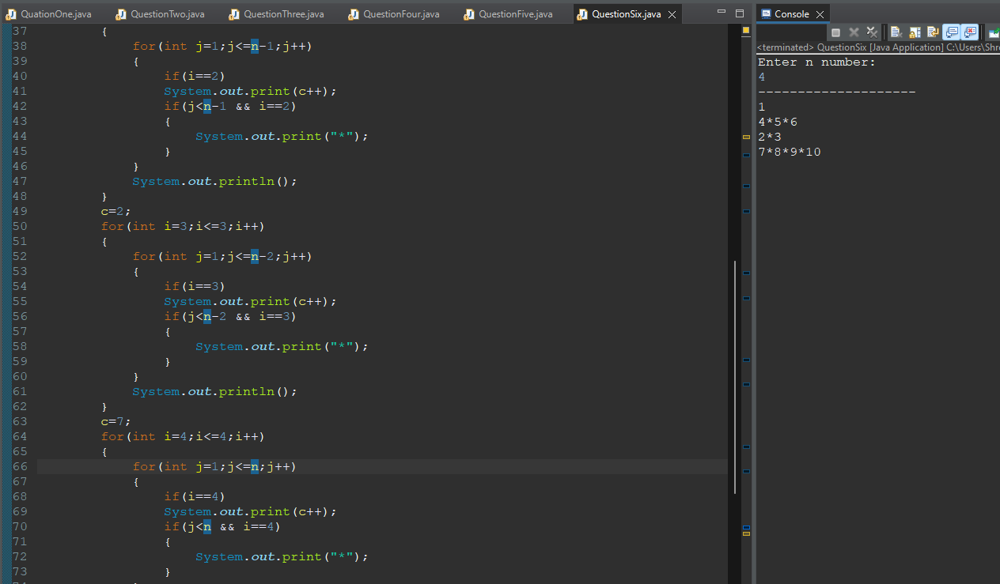 QuationOne.java QuestionTwo.java QuestionThree.java QuestionFour.java QuestionFive.java QuestionSix.java
37 {
38 for(int j=1;j<=n-1;j++)
39 {
40 if(i==2)
41 System.out.print(c++);
42 if(j<n-1 && i==2)
43 {
44 System.out.print("*");
45 }
46 }
47 System.out.println();
48 }
49 c=2;
50 for(int i=3;i<=3;i++)
51 {
52 for(int j=1;j<=n-2;j++)
53 {
54 if(i==3)
55 System.out.print(c++);
56 if(j<n-2 && i==3)
57 {
58 System.out.print("*");
59 }
60 }
61 System.out.println();
62 }
63 c=7;
64 for(int i=4;i<=4;i++)
65 {
66 for(int j=1;j<=n;j++)
67 {
68 if(i==4)
69 System.out.print(c++);
70 if(j<n && i==4)
71 {
72 System.out.print("*");
73 }
Console
<terminated> QuestionSix [Java Application] C:\Users\Shr
Enter n number:
4
--------------------
1
4*5*6
2*3
7*8*9*10